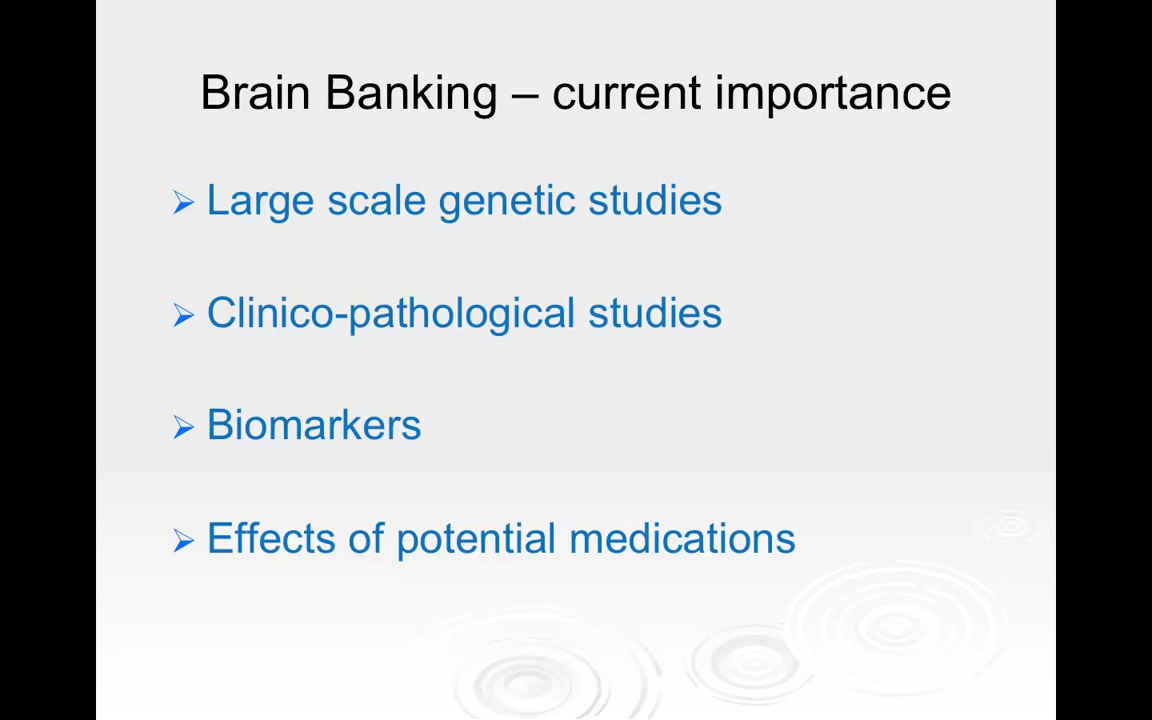 Brain Banking – current importance
Large scale genetic studies
Clinico-pathological studies
Biomarkers
Effects of potential medications